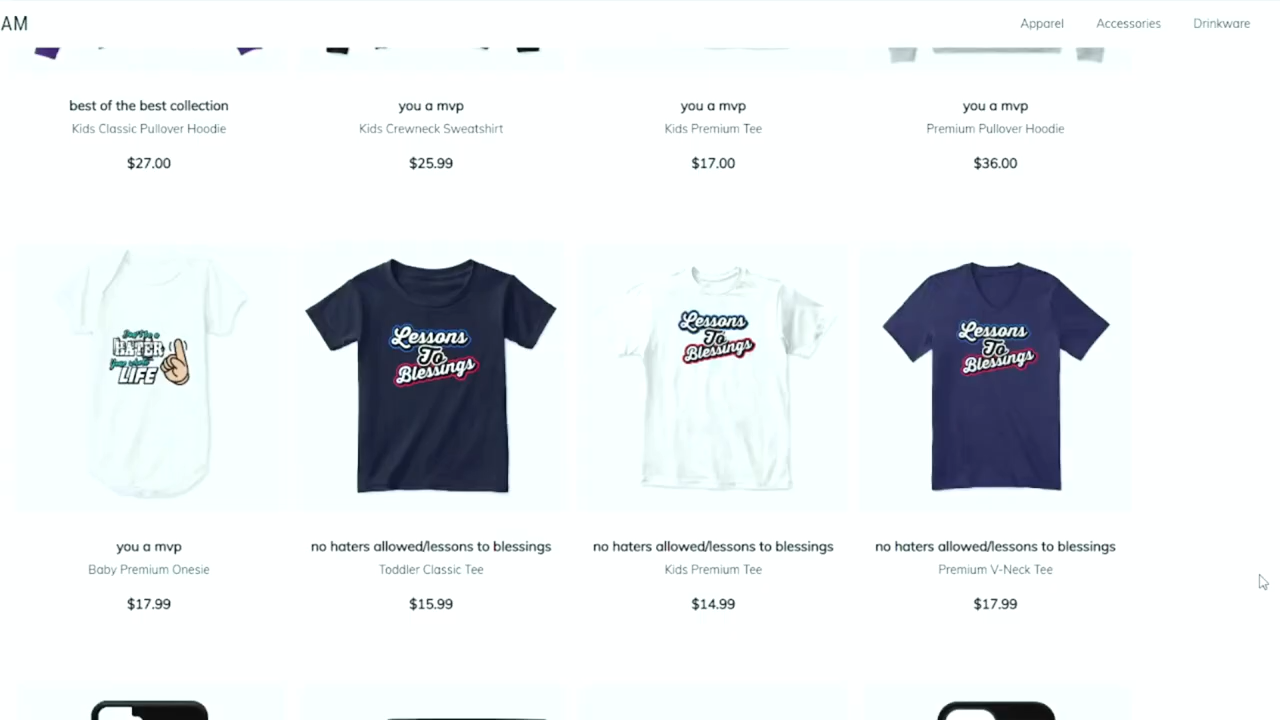 AM
Apparel
Accessories
Drinkware
best of the best collection
Kids Classic Pullover Hoodie
$27.00
you a mvp
Kids Crewneck Sweatshirt
$25.99
you a mvp
Kids Premium Tee
$17.00
you a mvp
Premium Pullover Hoodie
$36.00
HATER
LIFE
Lessons
To
Blessings
Lessons
To
Blessings
Lessons
To
Blessings
you a mvp
Baby Premium Onesie
$17.99
no haters allowed/lessons to blessings
Toddler Classic Tee
$15.99
no haters allowed/lessons to blessings
Kids Premium Tee
$14.99
no haters allowed/lessons to blessings
Premium V-Neck Tee
$17.99